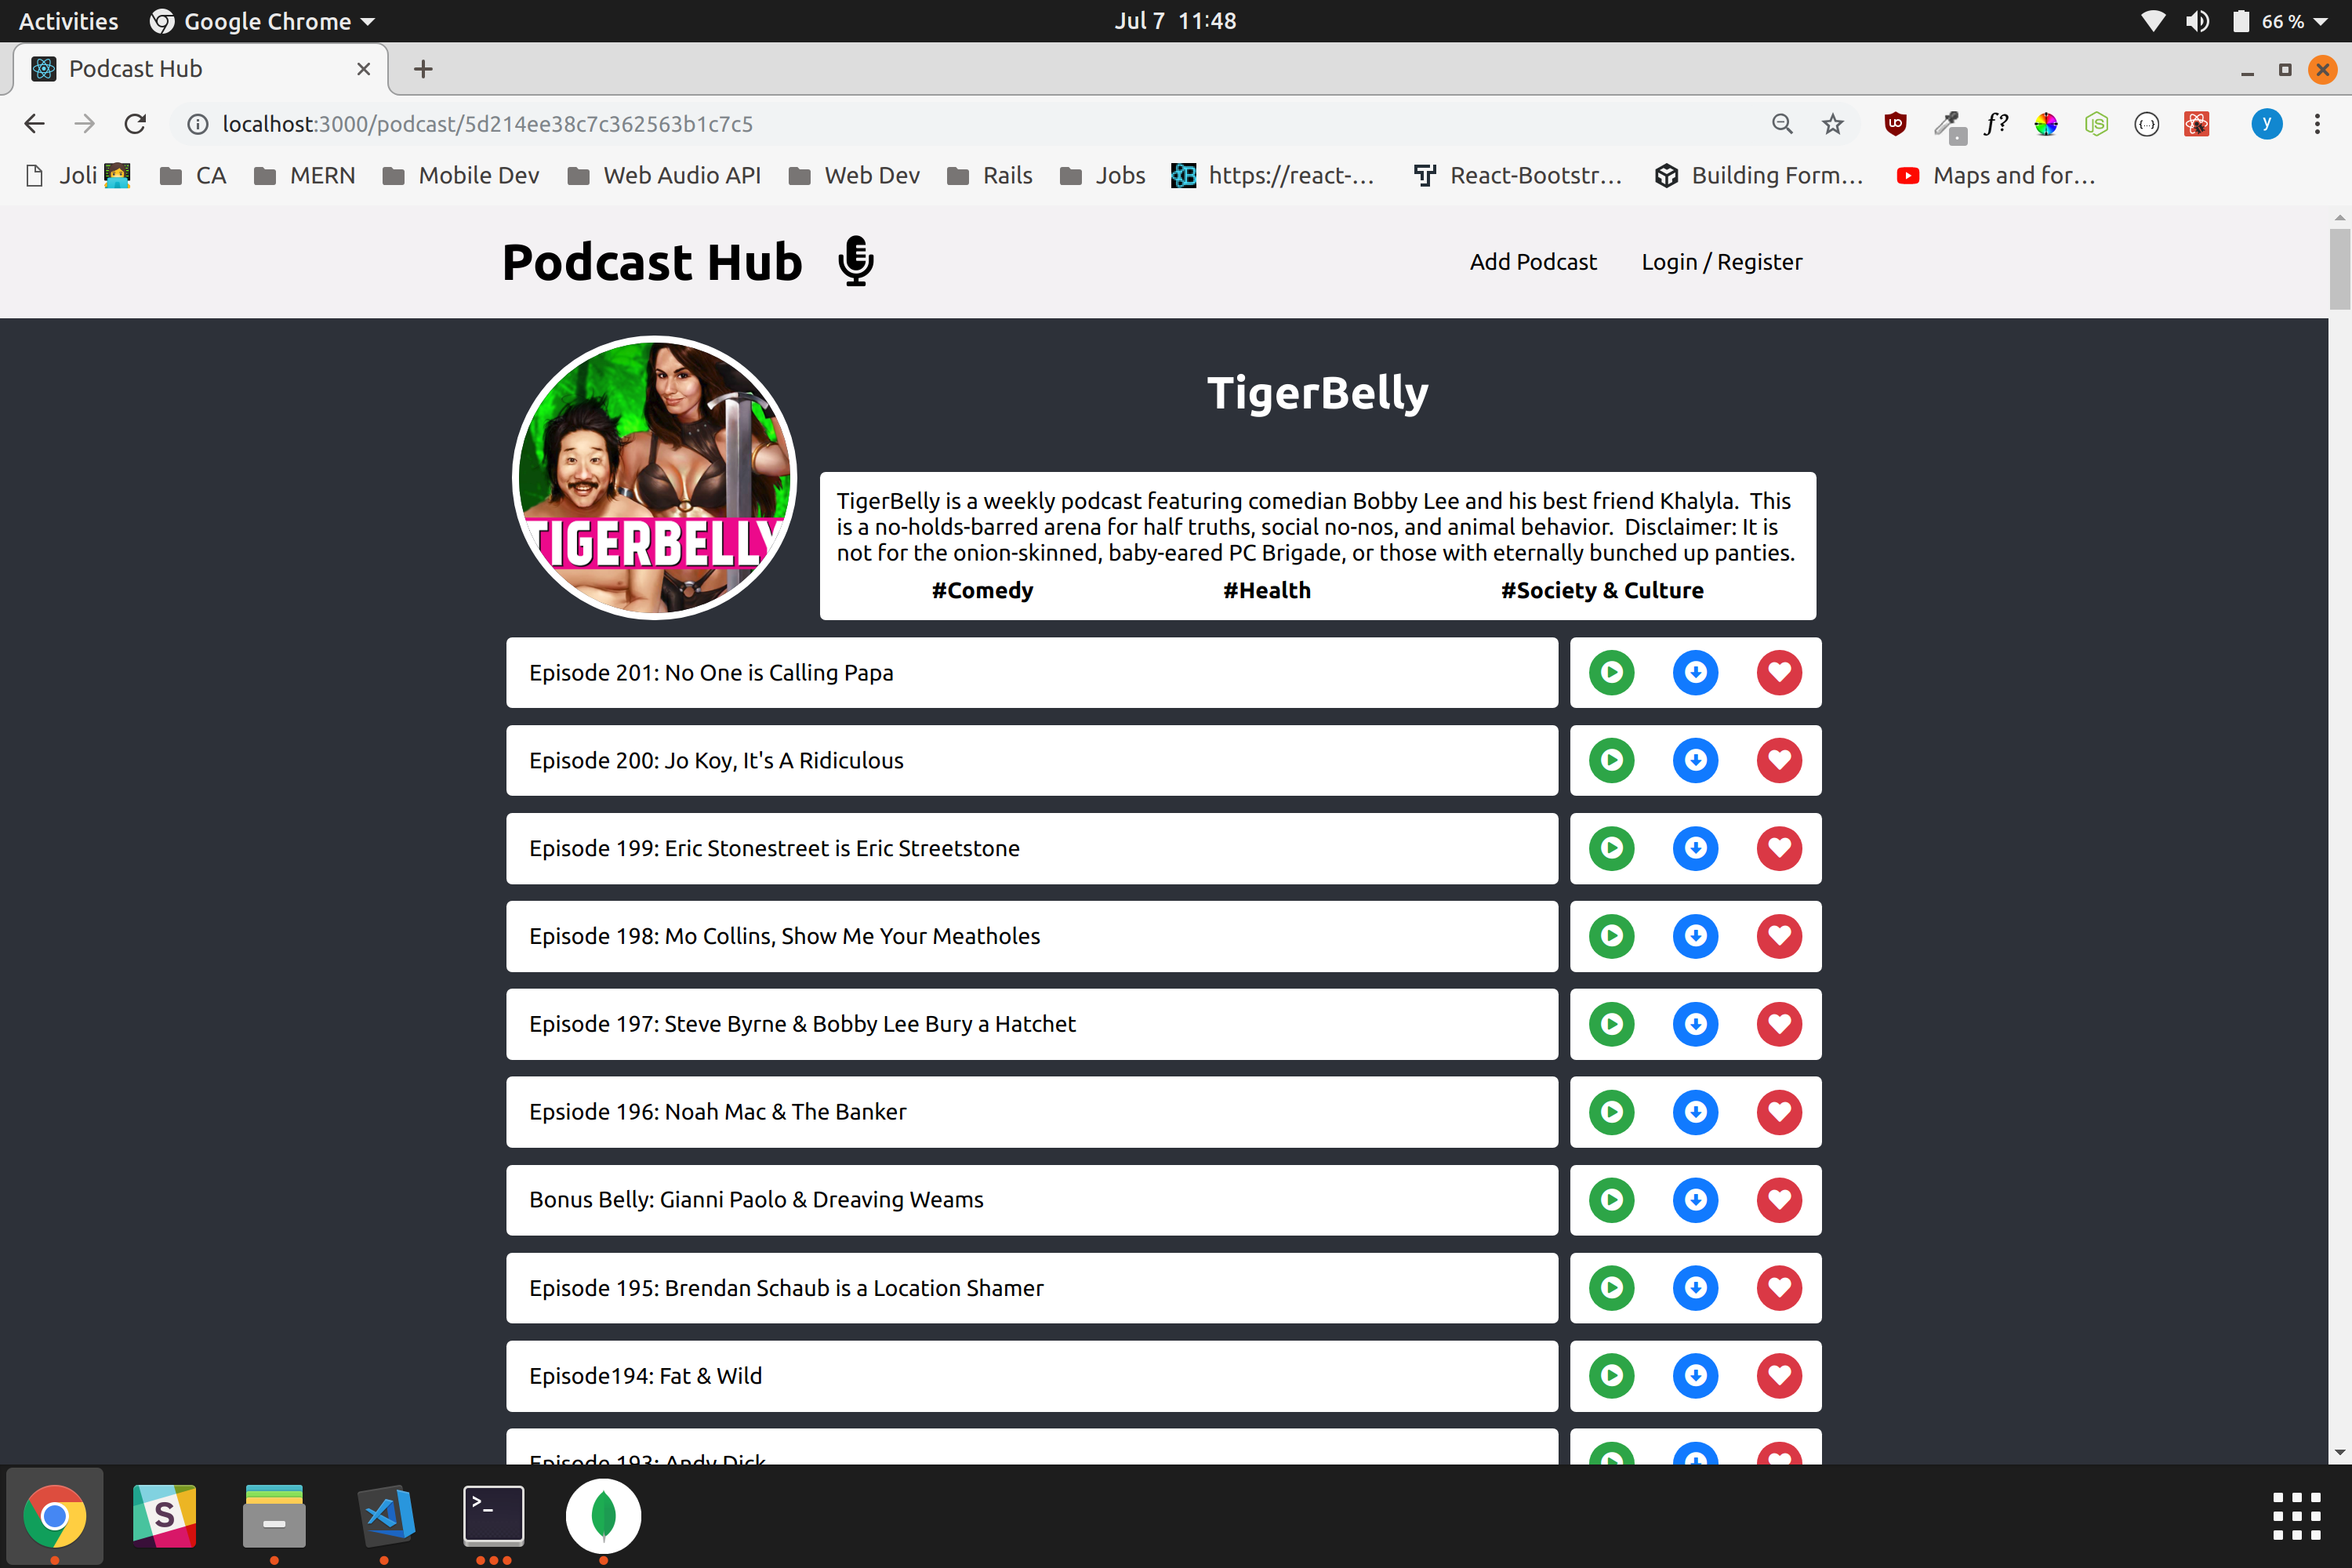 Activities Google Chrome Jul 7 11:48 66 %
Podcast Hub
localhost:3000/podcast/5d214ee38c7c362563b1c7c5 f? JS {...} y
Joli CA MERN Mobile Dev Web Audio API Web Dev Rails Jobs https://react-... React-Bootstr... Building Form... Maps and for...
Podcast Hub Add Podcast Login / Register
TigerBelly
TIGERBELLY
TigerBelly is a weekly podcast featuring comedian Bobby Lee and his best friend Khalyla. This
is a no-holds-barred arena for half truths, social no-nos, and animal behavior. Disclaimer: It is
not for the onion-skinned, baby-eared PC Brigade, or those with eternally bunched up panties.
#Comedy #Health #Society & Culture
Episode 201: No One is Calling Papa
Episode 200: Jo Koy, It's A Ridiculous
Episode 199: Eric Stonestreet is Eric Streetstone
Episode 198: Mo Collins, Show Me Your Meatholes
Episode 197: Steve Byrne & Bobby Lee Bury a Hatchet
Epsiode 196: Noah Mac & The Banker
Bonus Belly: Gianni Paolo & Dreaving Weams
Episode 195: Brendan Schaub is a Location Shamer
Episode194: Fat & Wild
Episode 193: Andy Dick
S >_